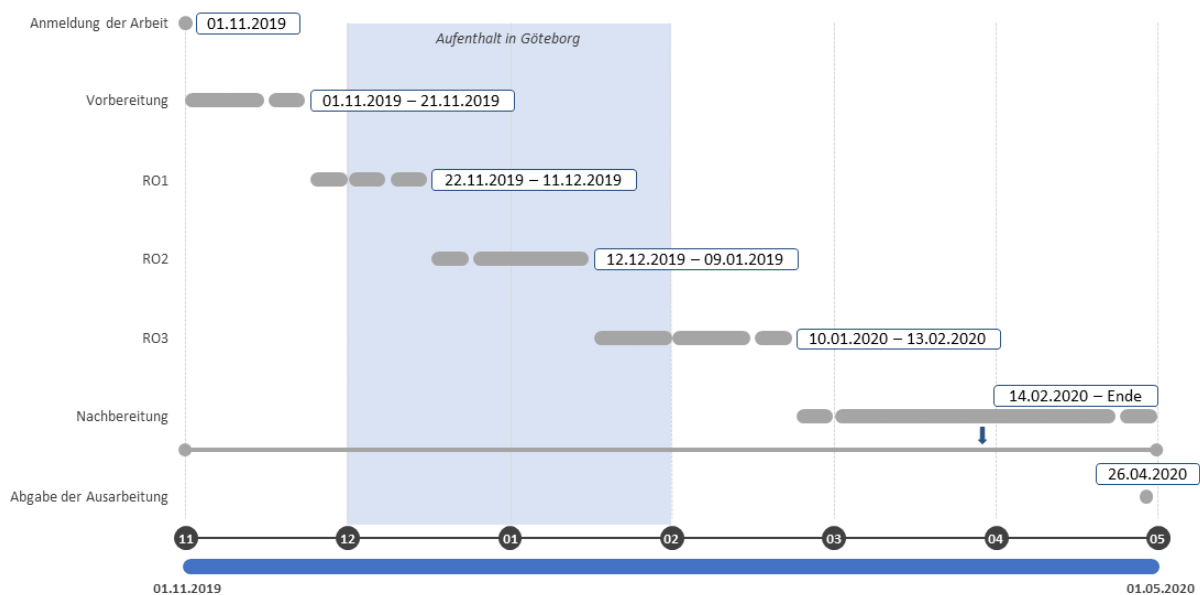 Anmeldung der Arbeit
01.11.2019
Aufenthalt in Göteborg
Vorbereitung
01.11.2019 – 21.11.2019
RO1
22.11.2019 – 11.12.2019
RO2
12.12.2019 – 09.01.2019
RO3
10.01.2020 – 13.02.2020
14.02.2020 – Ende
Nachbereitung
26.04.2020
Abgabe der Ausarbeitung
11 12 01 02 03 04 05
01.11.2019 01.05.2020